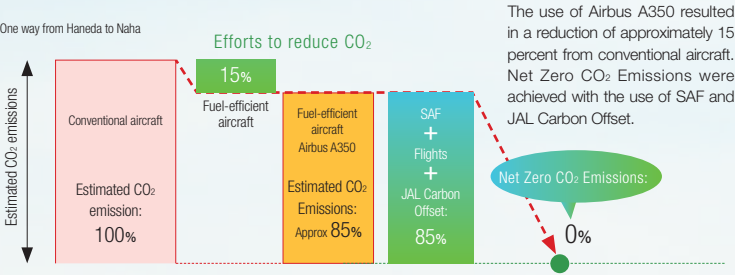 One way from Haneda to Naha
Efforts to reduce CO₂
Estimated CO₂ emissions
Conventional aircraft
Estimated CO₂
emission:
100%
15%
Fuel-efficient
aircraft
Fuel-efficient
aircraft
Airbus A350
Estimated CO₂
Emissions:
Approx 85%
SAF
+
Flights
+
JAL Carbon
Offset:
85%
The use of Airbus A350 resulted
in a reduction of approximately 15
percent from conventional aircraft.
Net Zero CO₂ Emissions were
achieved with the use of SAF and
JAL Carbon Offset.
Net Zero CO₂ Emissions:
0%